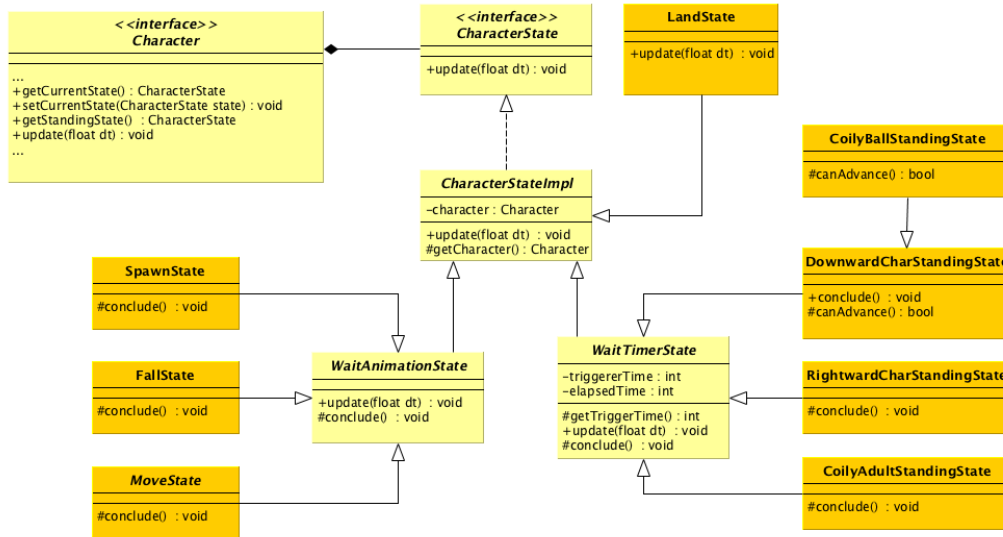 <<interface>>
Character
...
+getCurrentState() : CharacterState
+setCurrentState(CharacterState state) : void
+getStandingState() : CharacterState
+update(float dt) : void
...
<<interface>>
CharacterState
+update(float dt) : void
LandState
+update(float dt) : void
CoilyBallStandingState
#canAdvance() : bool
CharacterStateImpl
-character : Character
+update(float dt) : void
#getCharacter() : Character
SpawnState
#conclude() : void
DownwardCharStandingState
+conclude() : void
#canAdvance() : bool
FallState
#conclude() : void
WaitAnimationState
+update(float dt) : void
#conclude() : void
WaitTimerState
-triggererTime : int
-elapsedTime : int
#getTriggerTime() : int
+update(float dt) : void
#conclude() : void
RightwardCharStandingState
#conclude() : void
MoveState
#conclude() : void
CoilyAdultStandingState
#conclude() : void